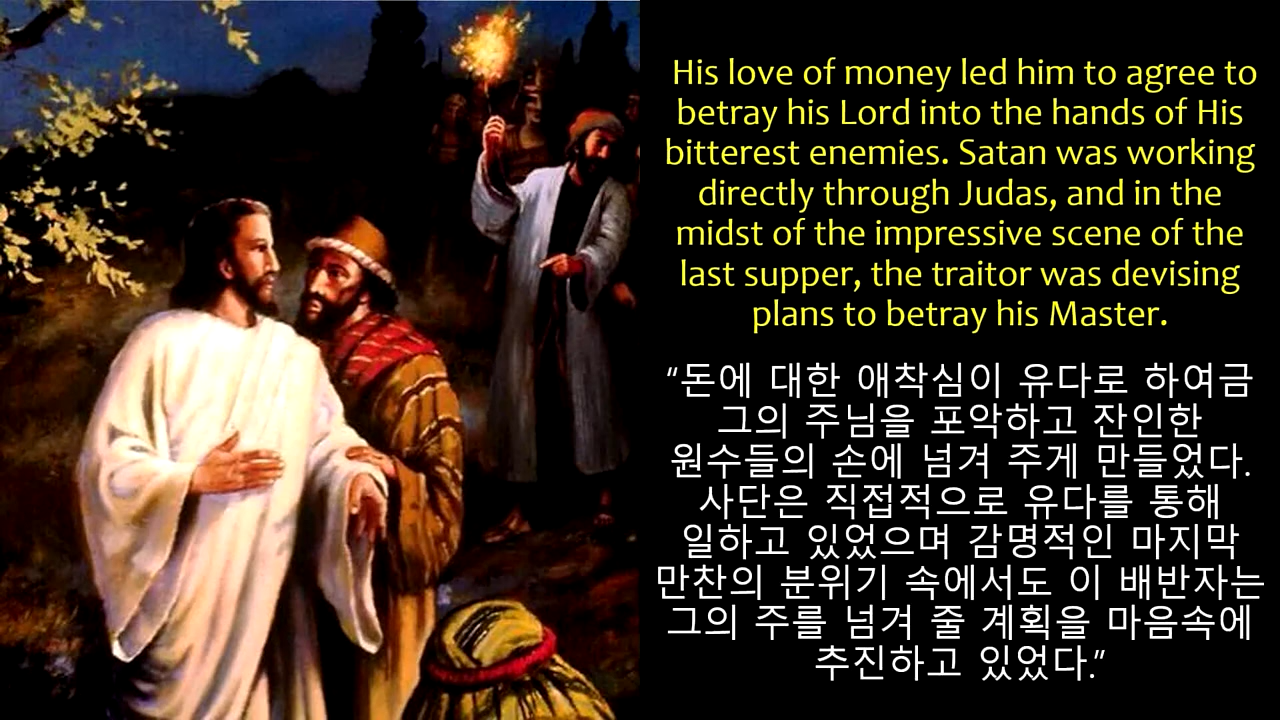 His love of money led him to agree to
betray his Lord into the hands of His
bitterest enemies. Satan was working
directly through Judas, and in the
midst of the impressive scene of the
last supper, the traitor was devising
plans to betray his Master.
“돈에 대한 애착심이 유다로 하여금
그의 주님을 포악하고 잔인한
원수들의 손에 넘겨 주게 만들었다.
사단은 직접적으로 유다를 통해
일하고 있었으며 감명적인 마지막
만찬의 분위기 속에서도 이 배반자는
그의 주를 넘겨 줄 계획을 마음속에
추진하고 있었다.”